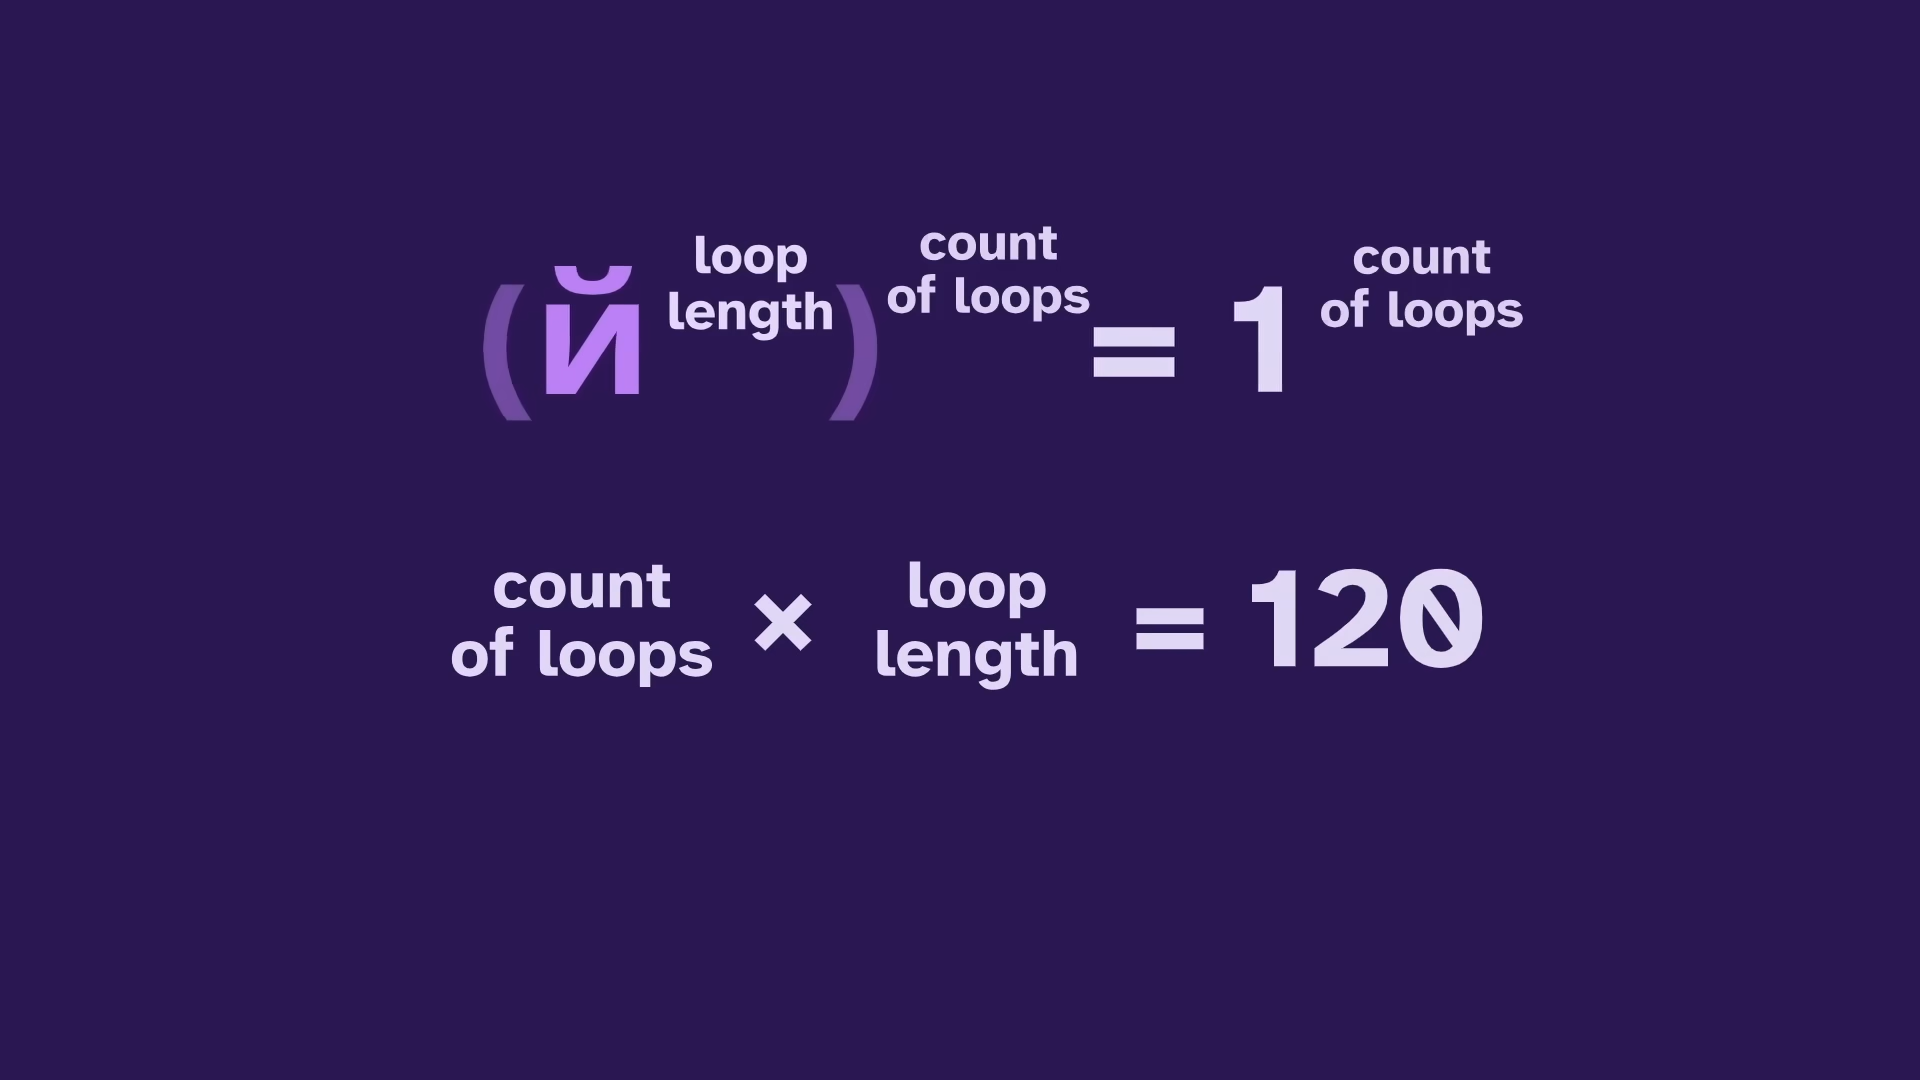 (й loop length) count of loops = 1 count of loops
count of loops × loop length = 120